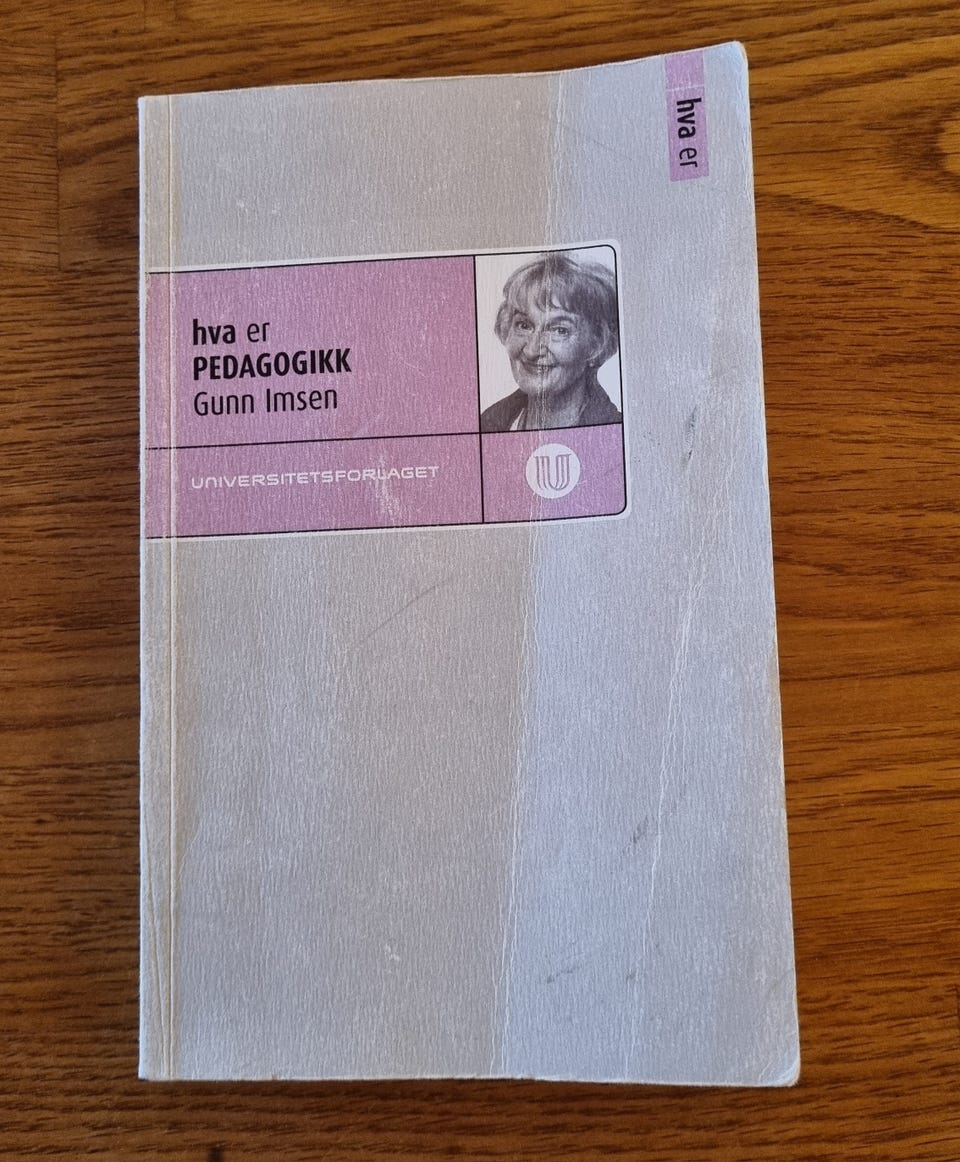 hva er
hva er
PEDAGOGIKK
Gunn Imsen
UNIVERSITETSFORLAGET
U